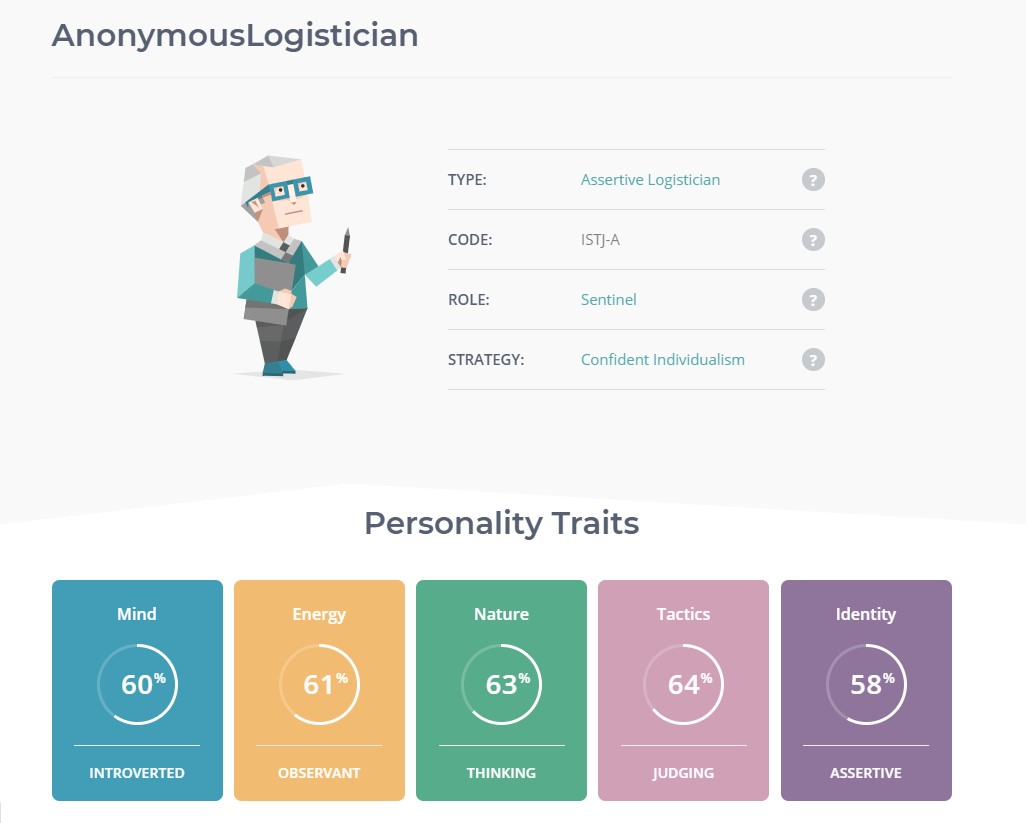 AnonymousLogistician
TYPE: Assertive Logistician ?
CODE: ISTJ-A ?
ROLE: Sentinel ?
STRATEGY: Confident Individualism ?
Personality Traits
Mind Energy Nature Tactics Identity
60% 61% 63% 64% 58%
INTROVERTED OBSERVANT THINKING JUDGING ASSERTIVE